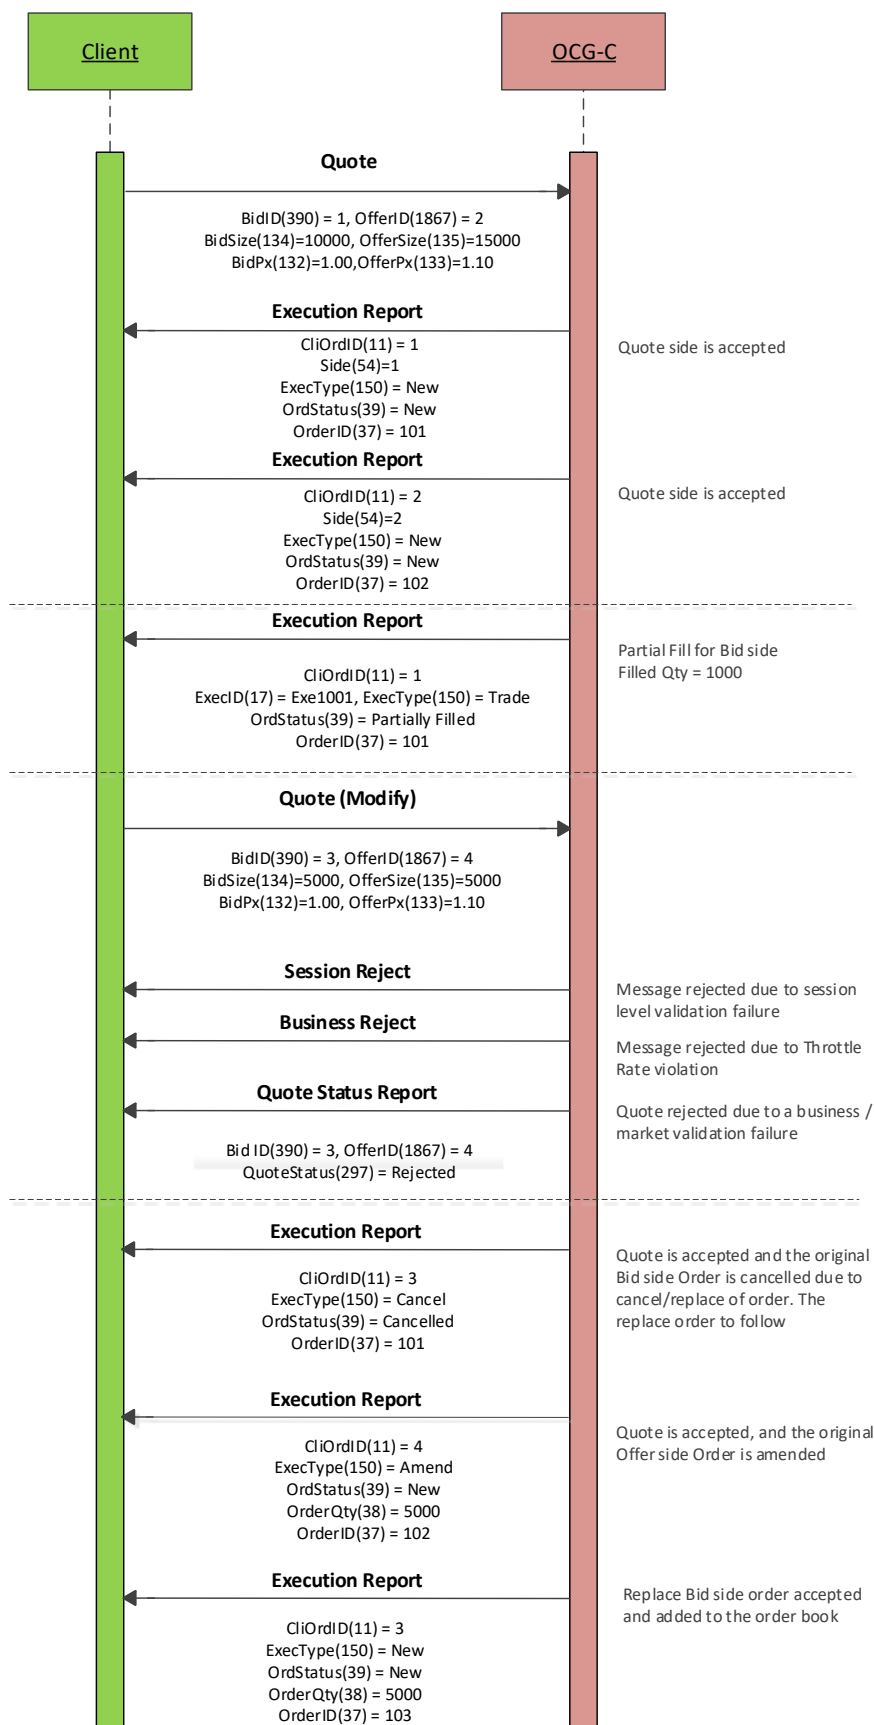 Client
OCG-C
Quote
BidID(390) = 1, OfferID(1867) = 2
BidSize(134)=10000, OfferSize(135)=15000
BidPx(132)=1.00,OfferPx(133)=1.10
Execution Report
CliOrdID(11) = 1
Side(54)=1
ExecType(150) = New
OrdStatus(39) = New
OrderID(37) = 101
Quote side is accepted
Execution Report
CliOrdID(11) = 2
Side(54)=2
ExecType(150) = New
OrdStatus(39) = New
OrderID(37) = 102
Quote side is accepted
Execution Report
CliOrdID(11) = 1
ExecID(17) = Exe1001, ExecType(150) = Trade
OrdStatus(39) = Partially Filled
OrderID(37) = 101
Partial Fill for Bid side
Filled Qty = 1000
Quote (Modify)
BidID(390) = 3, OfferID(1867) = 4
BidSize(134)=5000, OfferSize(135)=5000
BidPx(132)=1.00, OfferPx(133)=1.10
Session Reject
Message rejected due to session
level validation failure
Business Reject
Message rejected due to Throttle
Rate violation
Quote Status Report
Quote rejected due to a business /
market validation failure
Bid ID(390) = 3, OfferID(1867) = 4
QuoteStatus(297) = Rejected
Execution Report
CliOrdID(11) = 3
ExecType(150) = Cancel
OrdStatus(39) = Cancelled
OrderID(37) = 101
Quote is accepted and the original
Bid side Order is cancelled due to
cancel/replace of order. The
replace order to follow
Execution Report
CliOrdID(11) = 4
ExecType(150) = Amend
OrdStatus(39) = New
OrderQty(38) = 5000
OrderID(37) = 102
Quote is accepted, and the original
Offer side Order is amended
Execution Report
CliOrdID(11) = 3
ExecType(150) = New
OrdStatus(39) = New
OrderQty(38) = 5000
OrderID(37) = 103
Replace Bid side order accepted
and added to the order book